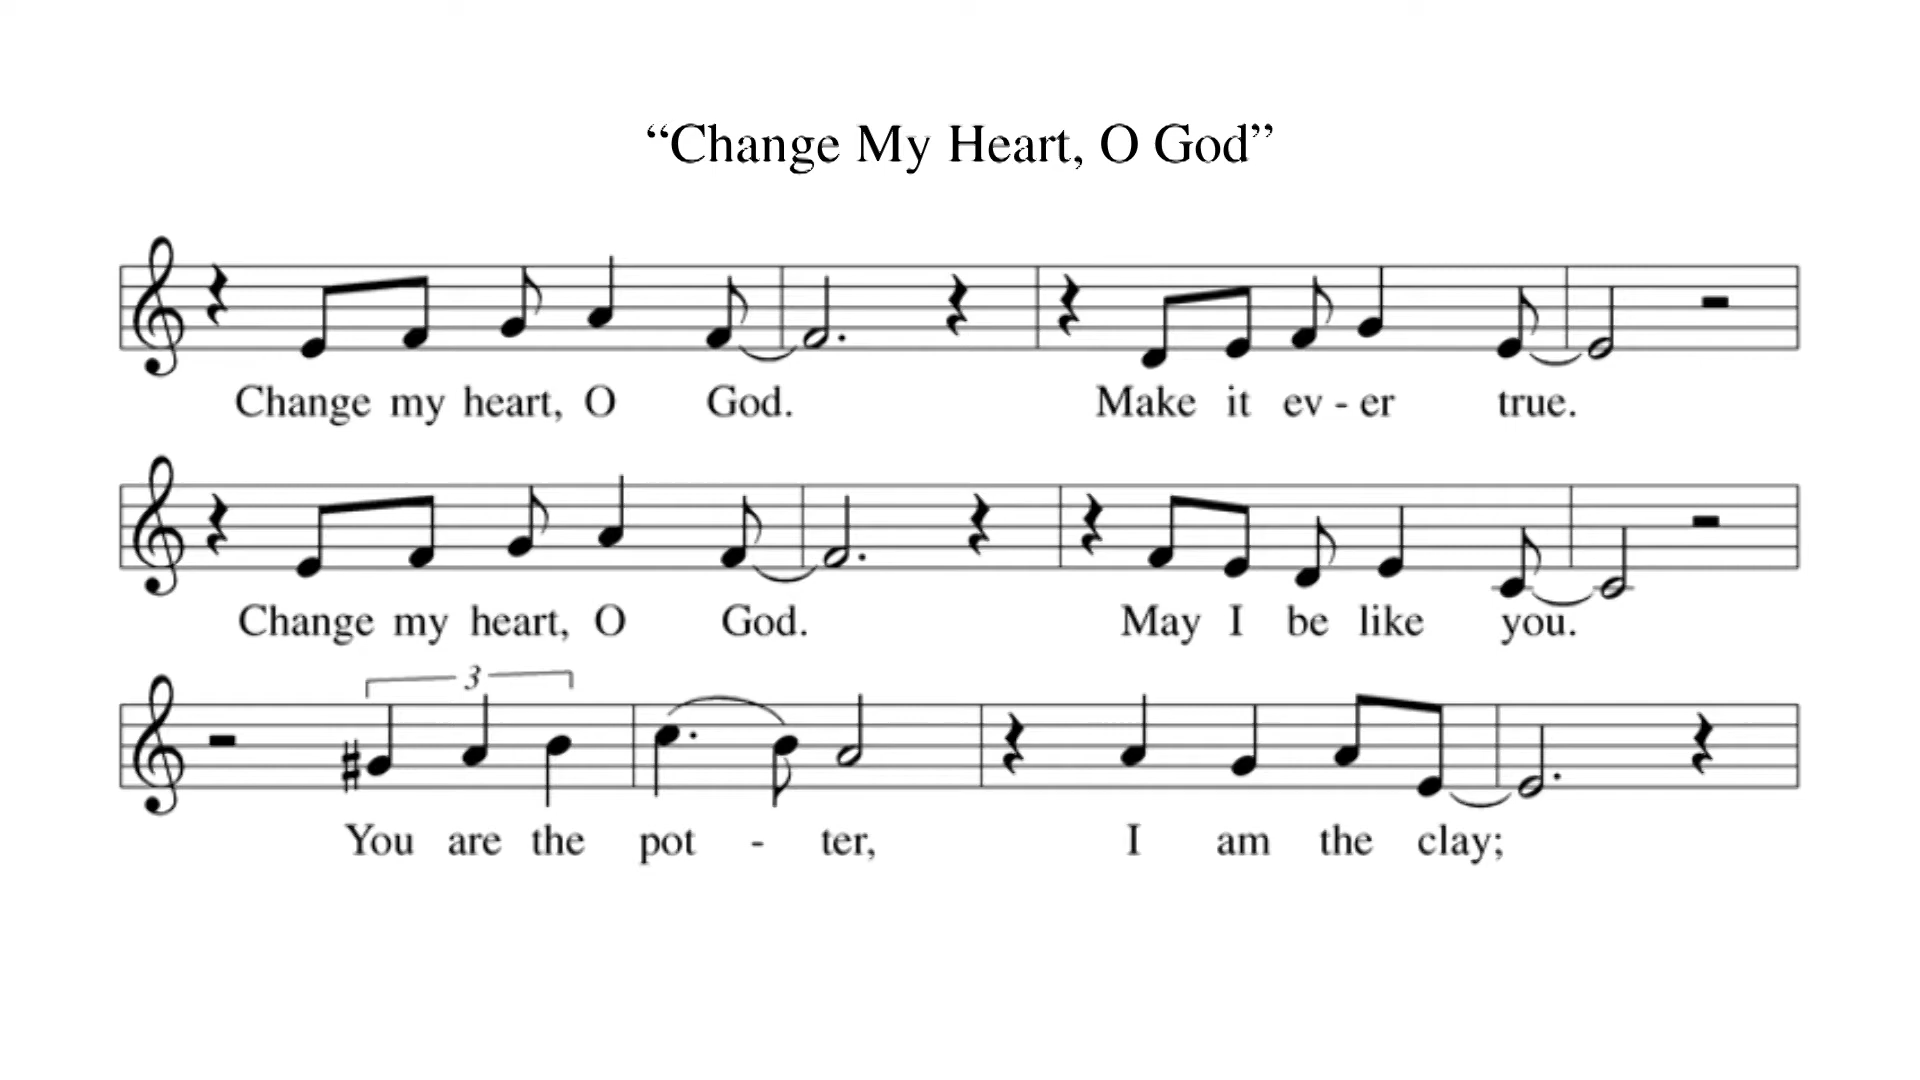 “Change My Heart, O God”
Change my heart, O God. Make it ev - er true.
Change my heart, O God. May I be like you.
3
You are the pot - ter, I am the clay;